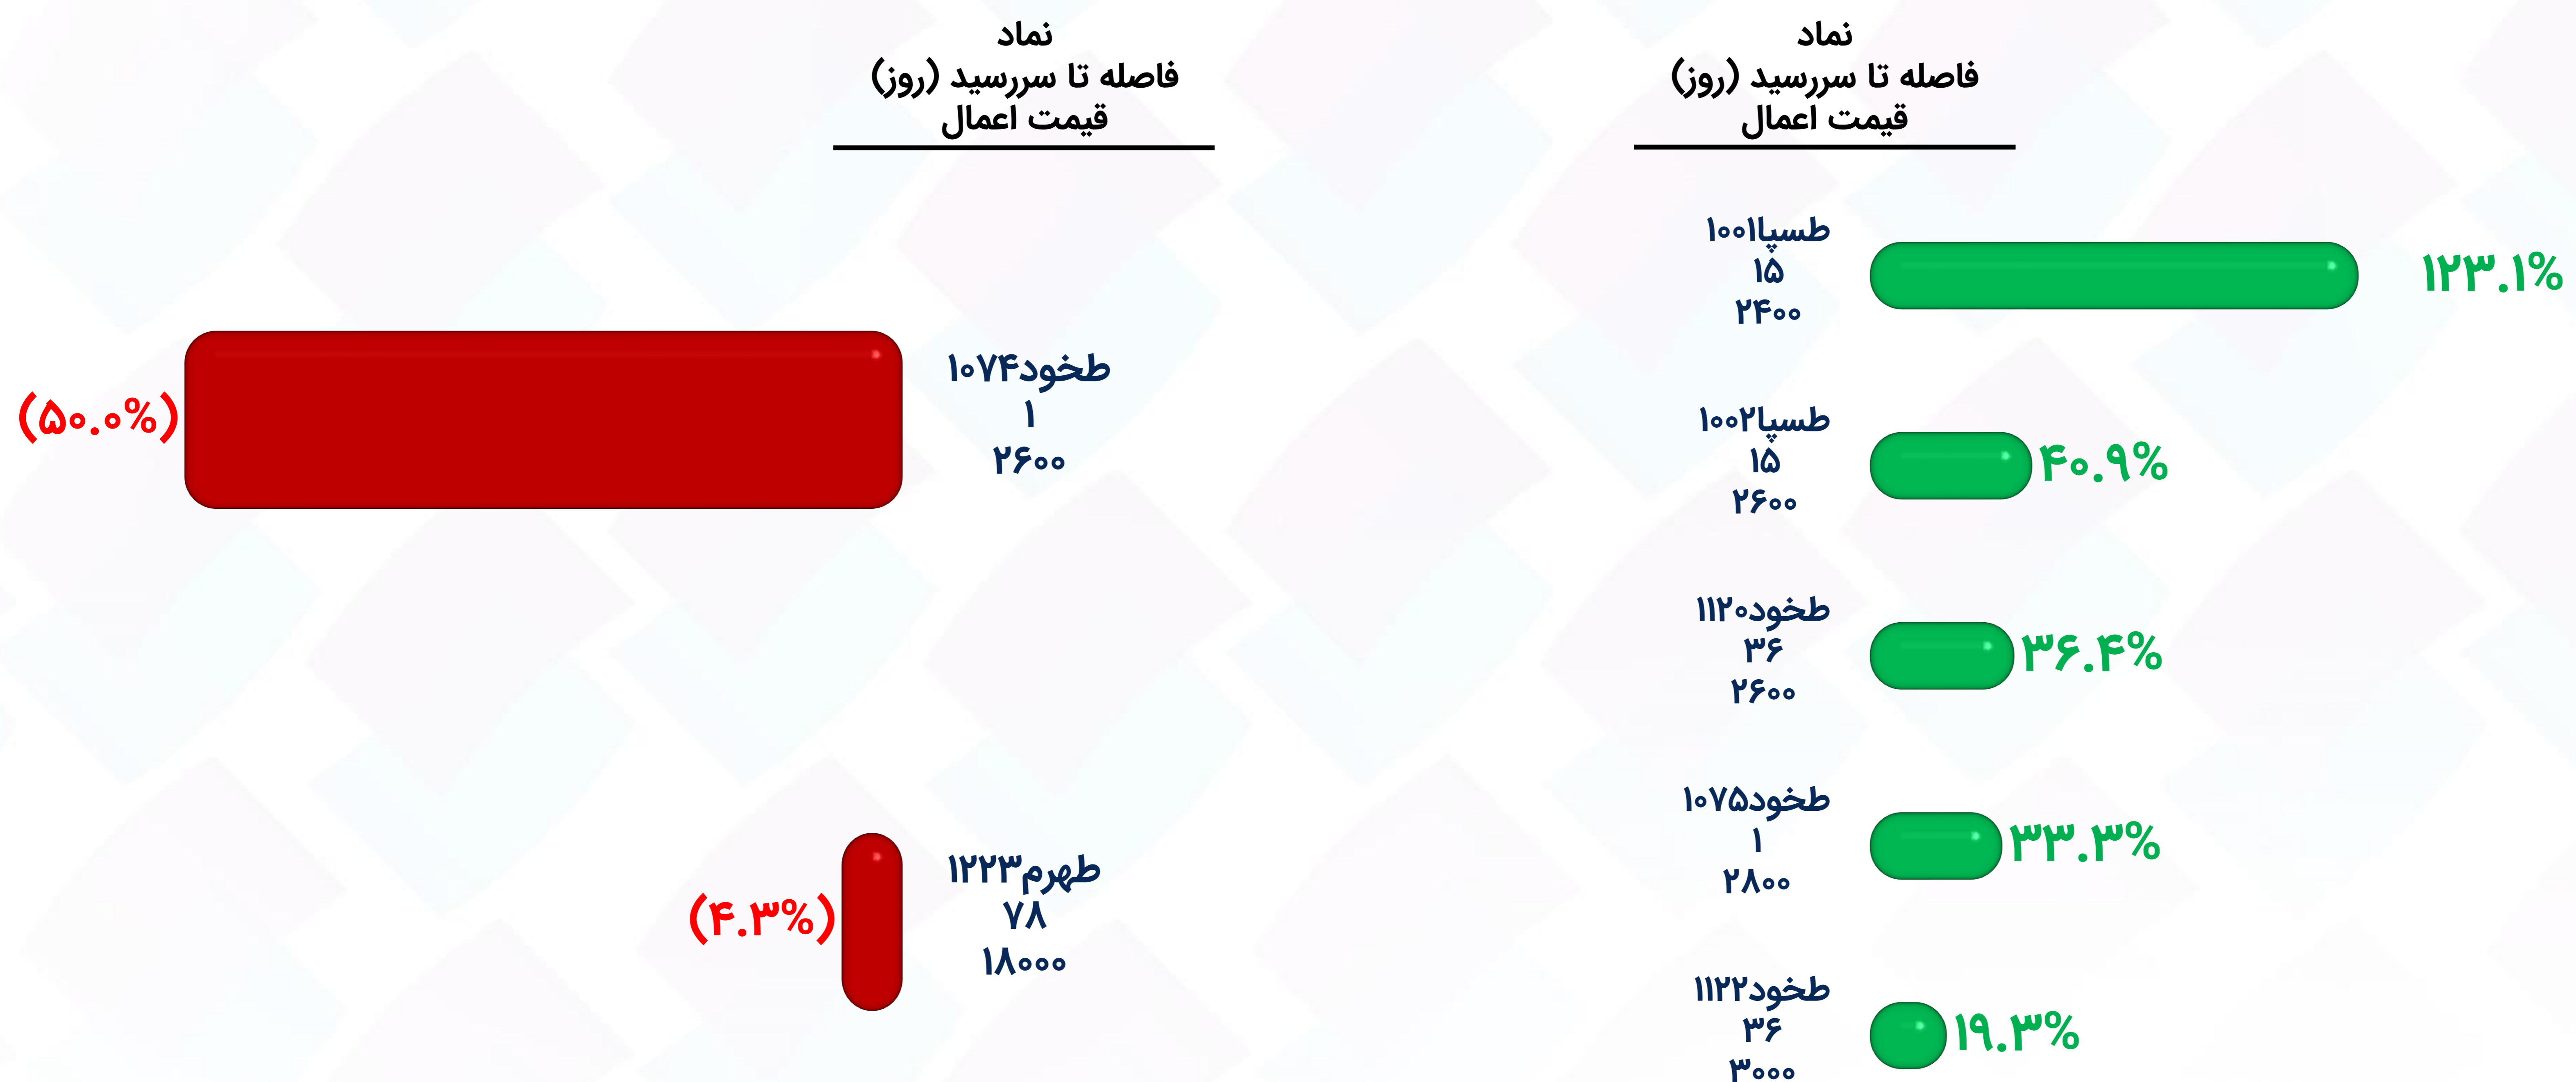 نماد
فاصله تا سررسید (روز)
قیمت اعمال
طسپا۱۰۰۱
۱۵
۲۴۰۰
۱۲۳.۱%
طسپا۱۰۰۲
۱۵
۲۶۰۰
۴۰.۹%
طخود۱۱۲۰
۳۶
۲۶۰۰
۳۶.۴%
طخود۱۰۷۵
۱
۲۸۰۰
۳۳.۳%
طخود۱۱۲۲
۳۶
۳۰۰۰
۱۹.۳%
نماد
فاصله تا سررسید (روز)
قیمت اعمال
طخود۱۰۷۴
۱
۲۶۰۰
(۵۰.۰%)
طهرم۱۲۲۳
۷۸
۱۸۰۰۰
(۴.۳%)